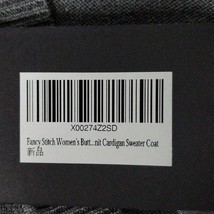 X00274Z2SD
Fancy Stitch Women's Butt...nit Cardigan Sweater Coat
新品